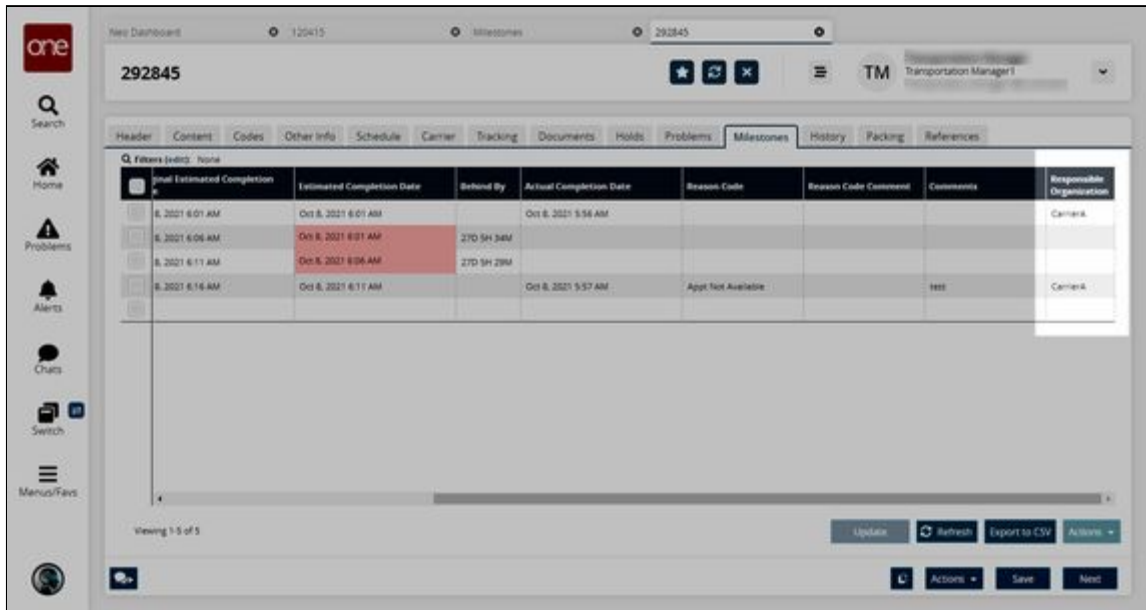 one
Neo Dashboard 120415 Milestones 292845
292845
TM
Transportation Manager1
Search
Home
Problems
Alerts
Chats
Switch
Menus/Favs
Header Content Codes Other Info Schedule Carrier Tracking Documents Holds Problems Milestones History Packing References
Filters (edit): None
ginal Estimated Completion Estimated Completion Date Behind By Actual Completion Date Reason Code Reason Code Comment Comments Responsible Organization
8, 2021 6:01 AM Oct 8, 2021 6:01 AM Oct 8, 2021 5:56 AM CarrierA
8, 2021 6:06 AM Oct 8, 2021 6:01 AM 27D 5H 34M
8, 2021 6:11 AM Oct 8, 2021 6:06 AM 27D 5H 29M
8, 2021 6:16 AM Oct 8, 2021 6:11 AM Oct 8, 2021 5:57 AM Appt Not Available test CarrierA
Viewing 1-5 of 5
Update Refresh Export to CSV Actions
Actions Save Next